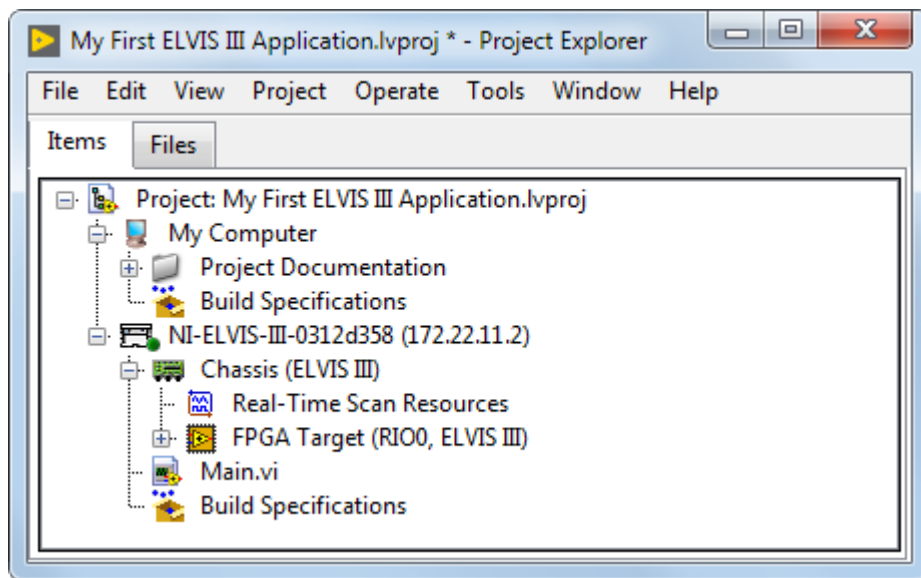 My First ELVIS III Application.lvproj * - Project Explorer
File Edit View Project Operate Tools Window Help
Items Files
Project: My First ELVIS III Application.lvproj
My Computer
Project Documentation
Build Specifications
NI-ELVIS-III-0312d358 (172.22.11.2)
Chassis (ELVIS III)
Real-Time Scan Resources
FPGA Target (RIO0, ELVIS III)
Main.vi
Build Specifications